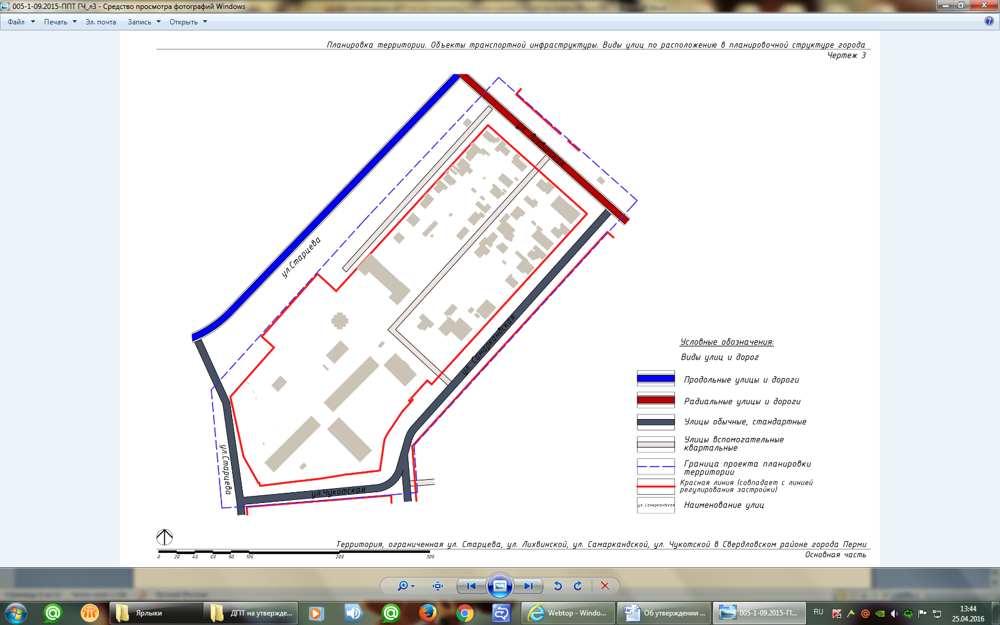 005-1-09.2015-ППТ ГЧ_л3 - Средство просмотра фотографий Windows
Файл Печать Эл. почта Запись Открыть
Планировка территории. Объекты транспортной инфраструктуры. Виды улиц по расположению в планировочной структуре города
Чертеж 3
ул. Лихвинская
ул.Старцева
ул. Самаркандская
ул.Старцева
ул.Чукотская
Условные обозначения:
Виды улиц и дорог
Продольные улицы и дороги
Радиальные улицы и дороги
Улицы обычные, стандартные
Улицы вспомогательные
квартальные
Граница проекта планировки
территории
Красная линия (совпадает с линией
регулирования застройки)
ул. Самаркандская
Наименование улиц
Территория, ограниченная ул. Старцева, ул. Лихвинской, ул. Самаркандской, ул. Чукотской в Свердловском районе города Перми
Основная часть
0 20 40 60 80 100 200 300
Ярлыки
ДПТ на утвержде...
Webtop - Windo...
Об утверждении ...
005-1-09.2015-П...
RU
13:44
25.04.2016